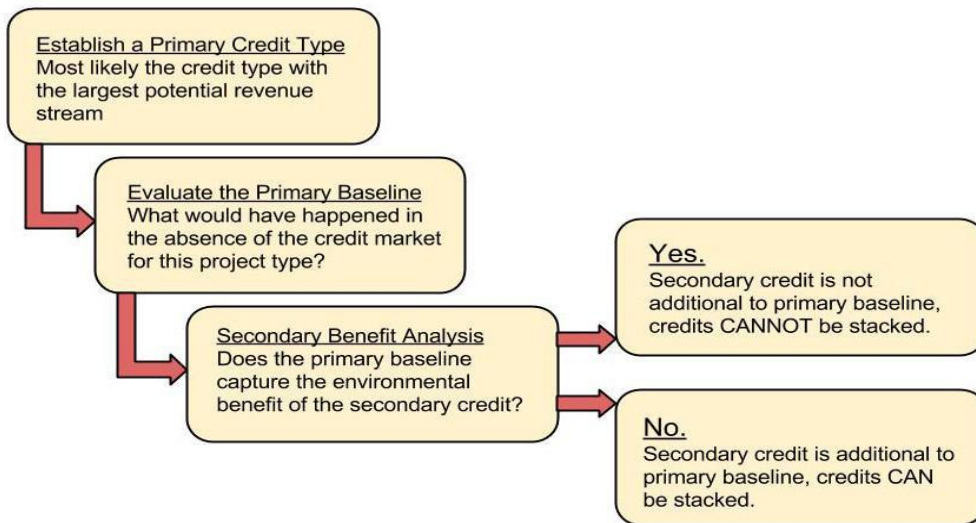 Establish a Primary Credit Type
Most likely the credit type with
the largest potential revenue
stream
Evaluate the Primary Baseline
What would have happened in
the absence of the credit market
for this project type?
Secondary Benefit Analysis
Does the primary baseline
capture the environmental
benefit of the secondary credit?
Yes.
Secondary credit is not
additional to primary baseline,
credits CANNOT be stacked.
No.
Secondary credit is additional to
primary baseline, credits CAN
be stacked.